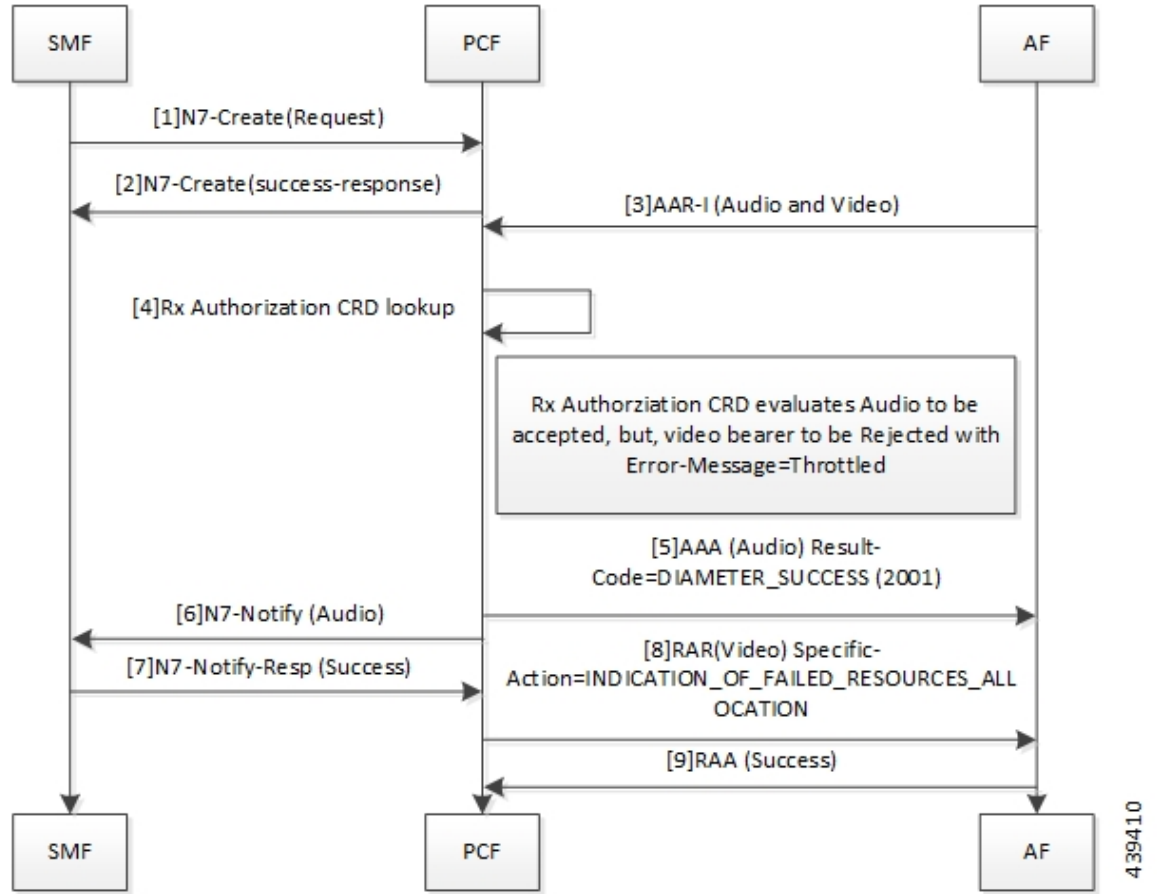 SMF
PCF
AF
[1]N7-Create(Request)
[2]N7-Create(success-response)
[3]AAR-I (Audio and Video)
[4]Rx Authorization CRD lookup
Rx Authorziation CRD evaluates Audio to be
accepted, but, video bearer to be Rejected with
Error-Message=Throttled
[5]AAA (Audio) Result-
Code=DIAMETER_SUCCESS (2001)
[6]N7-Notify (Audio)
[7]N7-Notify-Resp (Success)
[8]RAR(Video) Specific-
Action=INDICATION_OF_FAILED_RESOURCES_ALL
OCATION
[9]RAA (Success)
SMF
PCF
AF
439410